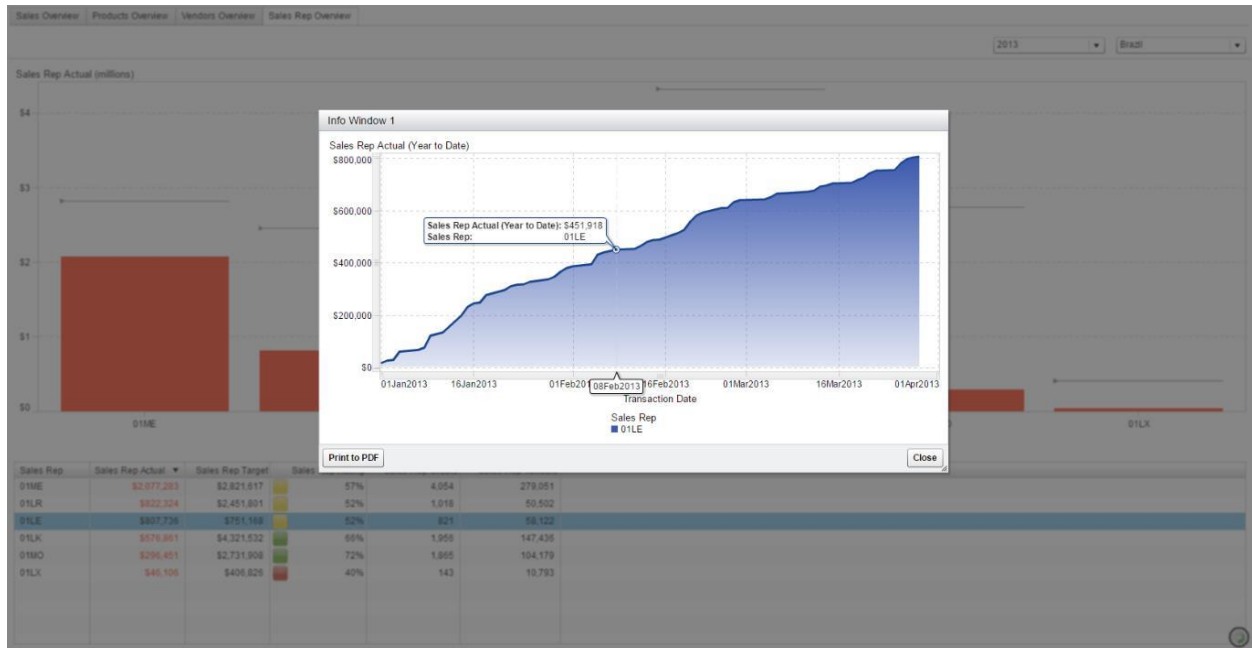 Sales Overview Products Overview Vendors Overview Sales Rep Overview
2013 Brazil
Sales Rep Actual (millions)
$4
$3
$2
$1
$0
01ME
01LX
Info Window 1
Sales Rep Actual (Year to Date)
$800,000
$600,000
$400,000
$200,000
$0
Sales Rep Actual (Year to Date): $451,918
Sales Rep: 01LE
01Jan2013 16Jan2013 08Feb2013 16Feb2013 01Mar2013 16Mar2013 01Apr2013
Transaction Date
Sales Rep
01LE
Print to PDF Close
Sales Rep Sales Rep Actual Sales Rep Target Sales
01ME $2,077,283 $2,821,617 57% 4,054 279,051
01LR $822,324 $2,451,801 52% 1,018 50,502
01LE $807,736 $751,168 52% 821 58,122
01LK $4,321,532 66% 1,956 147,436
01MO $296,451 $2,731,908 72% 1,865 104,179
01LX $46,106 $406,826 40% 143 10,793